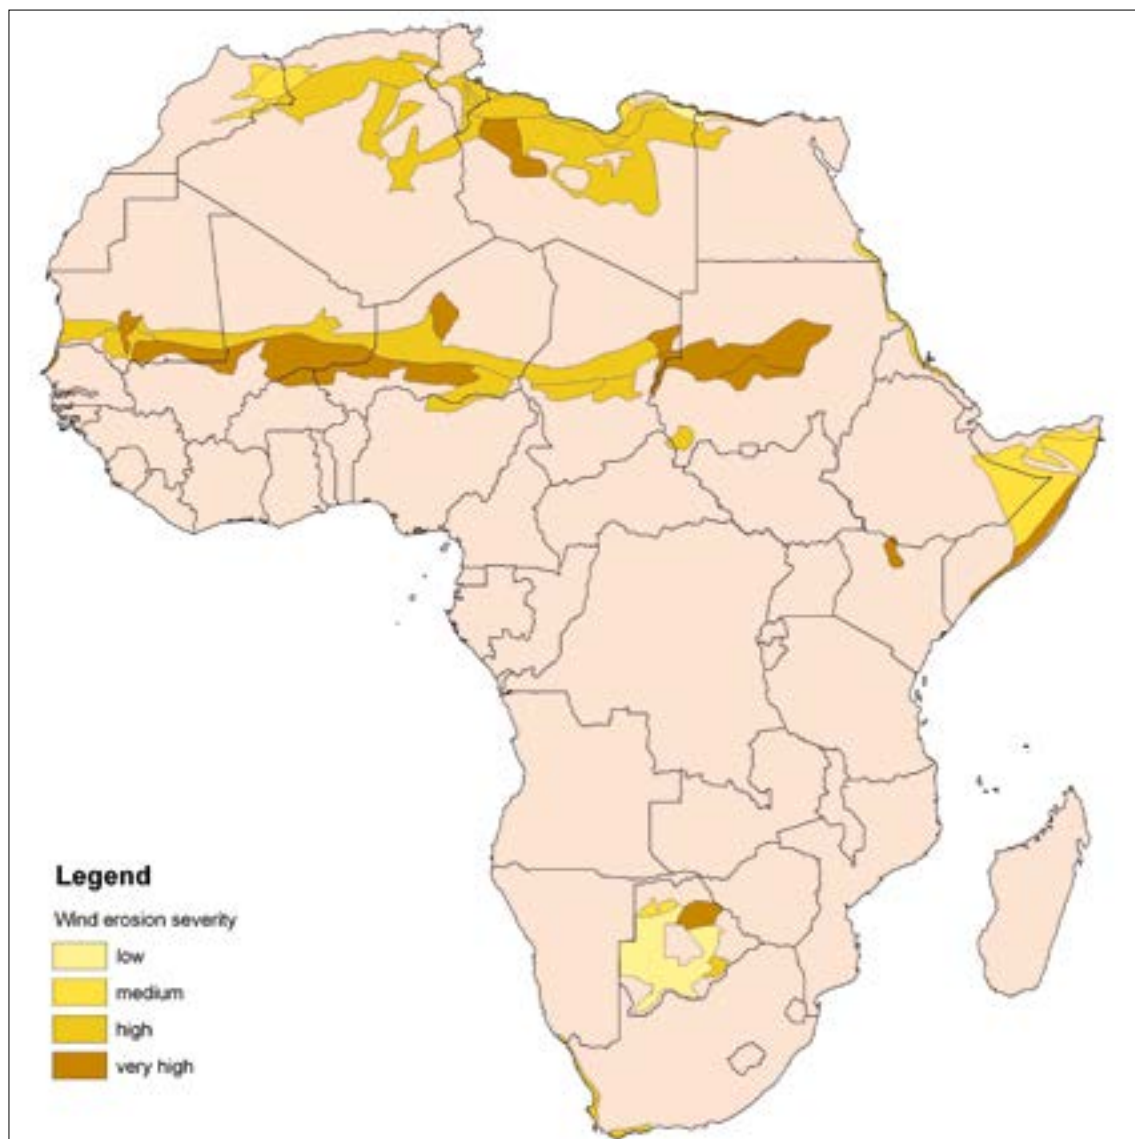 Legend
Wind erosion severity
low
medium
high
very high